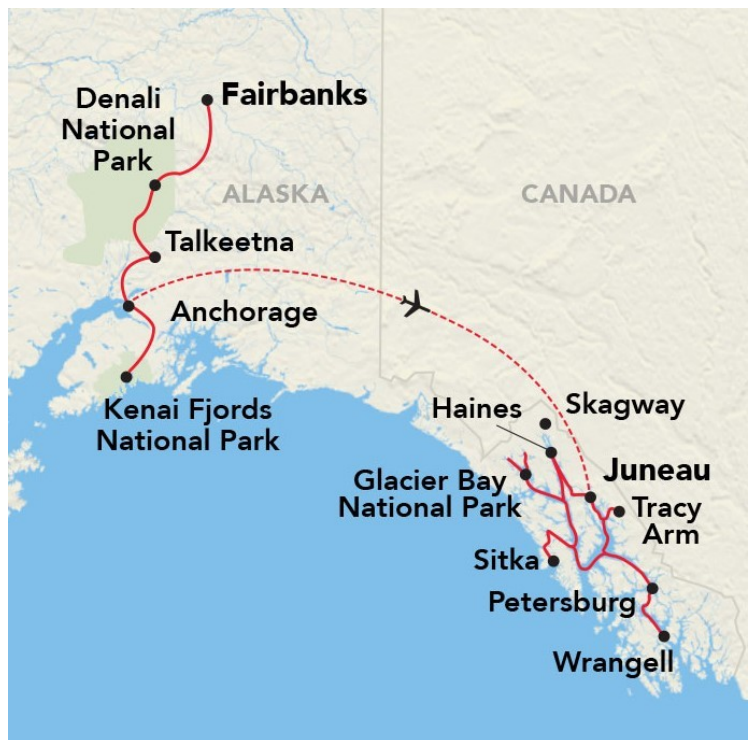 Fairbanks
Denali
National
Park
ALASKA
CANADA
Talkeetna
Anchorage
Kenai Fjords
National Park
Haines
Skagway
Juneau
Glacier Bay
National Park
Tracy
Arm
Sitka
Petersburg
Wrangell